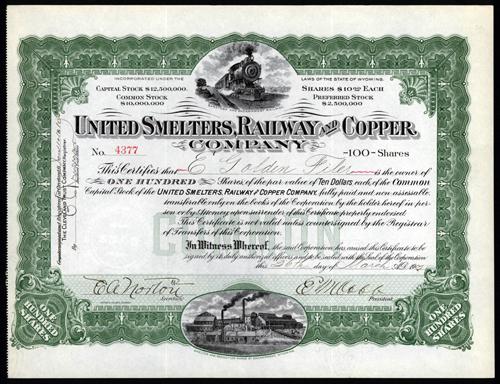 INCORPORATED UNDER THE
LAWS OF THE STATE OF WYOMING.
CAPITAL STOCK $12,500,000.
COMMON STOCK
$10,000,000
SHARES $10.00 EACH
PREFERRED STOCK
$2,500,000
UNITED SMELTERS, RAILWAY AND COPPER
COMPANY
No. 4377
-100- Shares
This Certifies that E. is the owner of
ONE HUNDRED Shares of the par value of Ten Dollars each, of the Common
Capital Stock of the UNITED SMELTERS, RAILWAY AND COPPER COMPANY, fully paid and non assessable,
transferable only on the books of the Corporation by the holder hereof in per-
son or by Attorney upon surrender of this Certificate properly endorsed.
This Certificate is not valid unless countersigned by the Registrar
of Transfers of this Corporation.
In Witness Whereof, the said Corporation has caused this Certificate to be
signed by its duly authorized officers and to be sealed with the Seal of the Corporation
this 26th day of March
E A Norton
Secretary
President
ONE HUNDRED SHARES
ONE HUNDRED SHARES